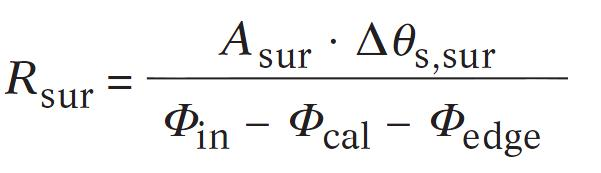 R_sur = (A_sur · Δθ_s,sur) / (Φ_in − Φ_cal − Φ_edge)